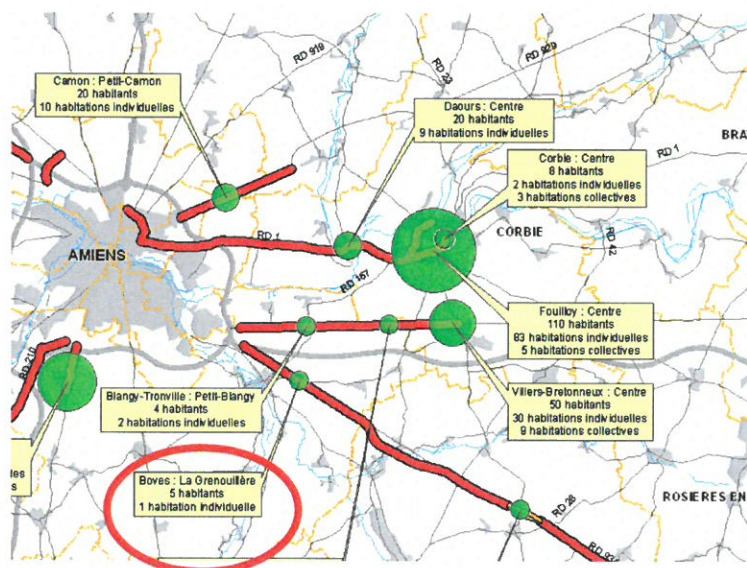 RD 919
RD 929
RD 23
Camon : Petit-Camon
20 habitants
10 habitations individuelles
Daours : Centre
20 habitants
9 habitations individuelles
BRA
RD 1
Corbie : Centre
8 habitants
2 habitations individuelles
3 habitations collectives
CORBIE
RD 42
AMIENS
RD 1
RD 167
Fouilloy : Centre
110 habitants
83 habitations individuelles
5 habitations collectives
RD 210
Blangy-Tronville : Petit-Blangy
4 habitants
2 habitations individuelles
Villers-Bretonneux : Centre
50 habitants
30 habitations individuelles
9 habitations collectives
Boves : La Grenouillère
5 habitants
1 habitation individuelle
ROSIERES EN
RD 28
RD 93